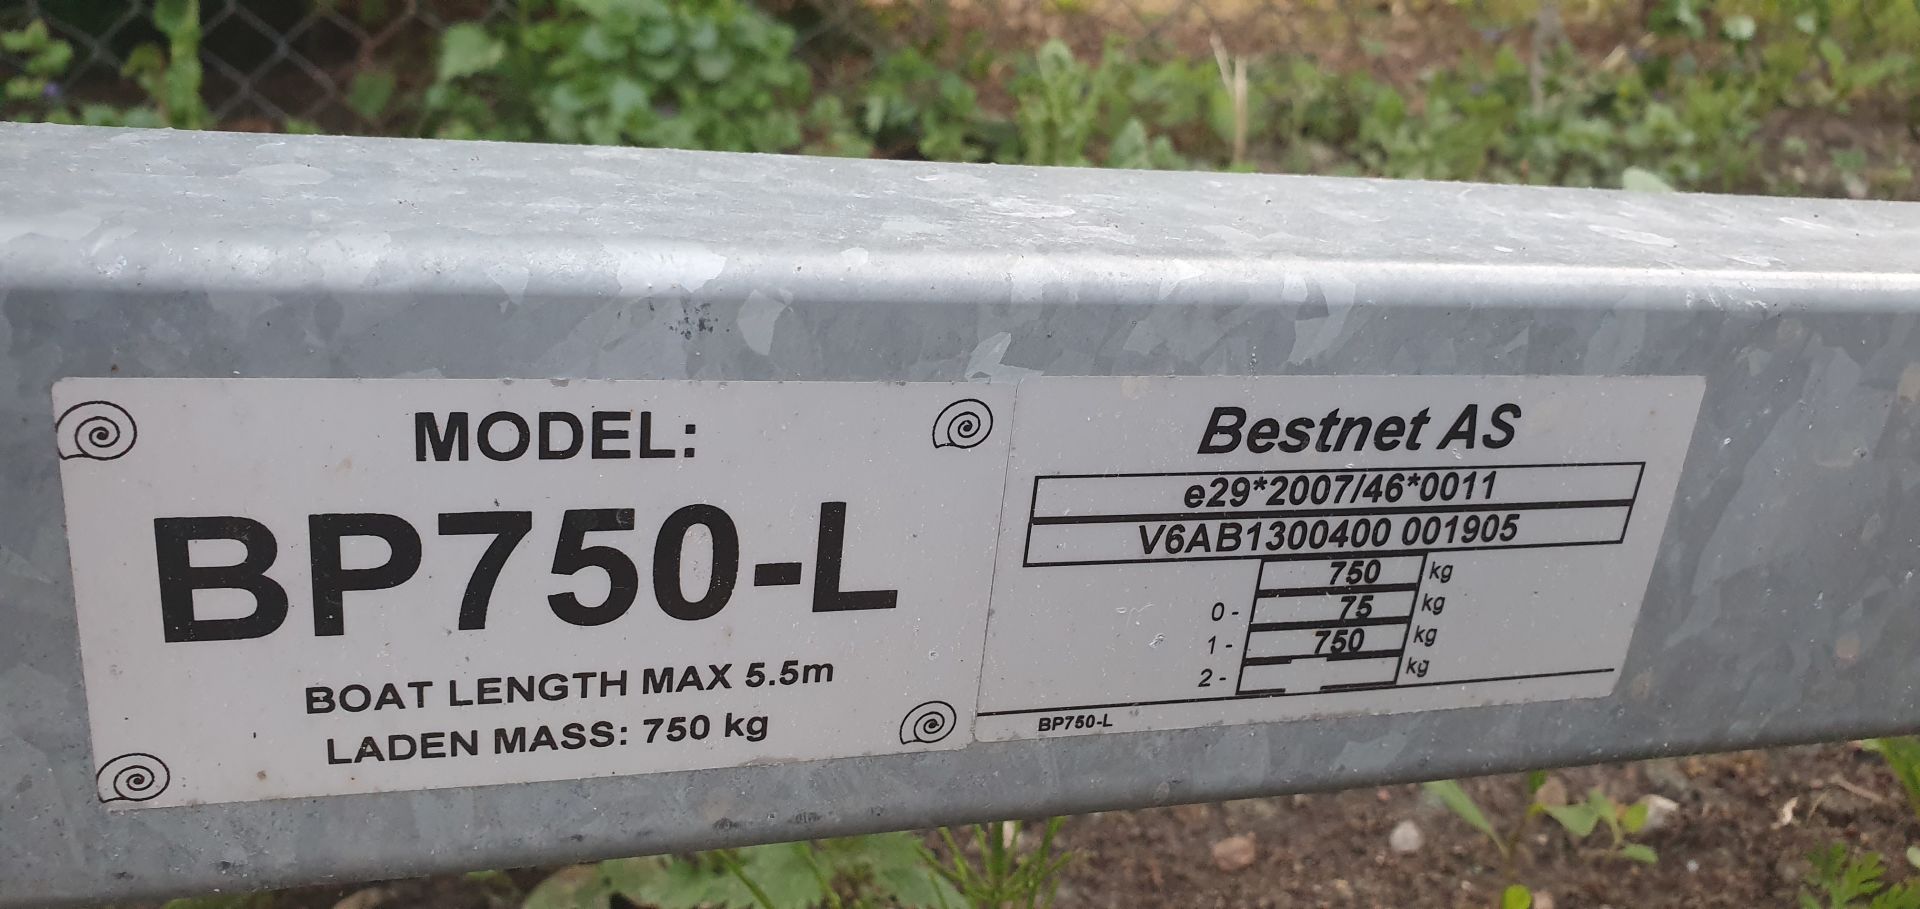 MODEL:
BP750-L
BOAT LENGTH MAX 5.5m
LADEN MASS: 750 kg
Bestnet AS
e29*2007/46*0011
V6AB1300400 001905
750 kg
0- 75 kg
1- 750 kg
2- kg
BP750-L